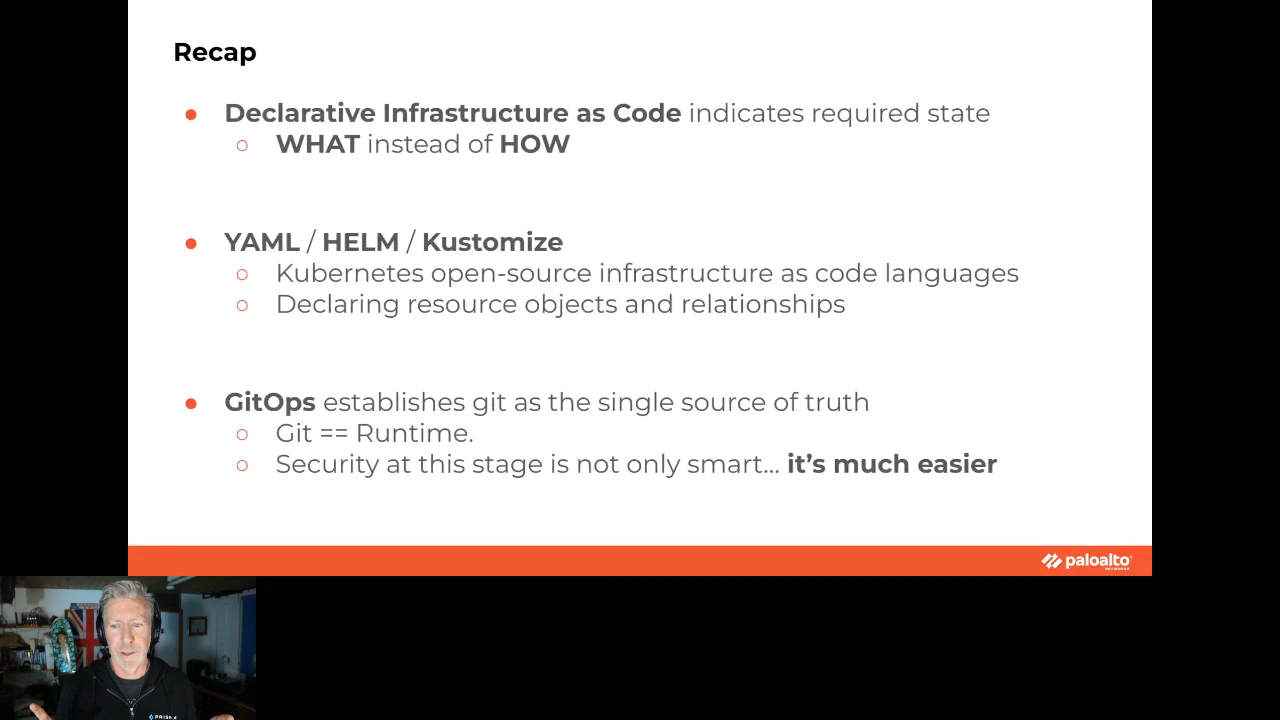 Recap
● Declarative Infrastructure as Code indicates required state
○ WHAT instead of HOW
● YAML / HELM / Kustomize
○ Kubernetes open-source infrastructure as code languages
○ Declaring resource objects and relationships
● GitOps establishes git as the single source of truth
○ Git == Runtime.
○ Security at this stage is not only smart... it’s much easier
paloalto
NETWORKS